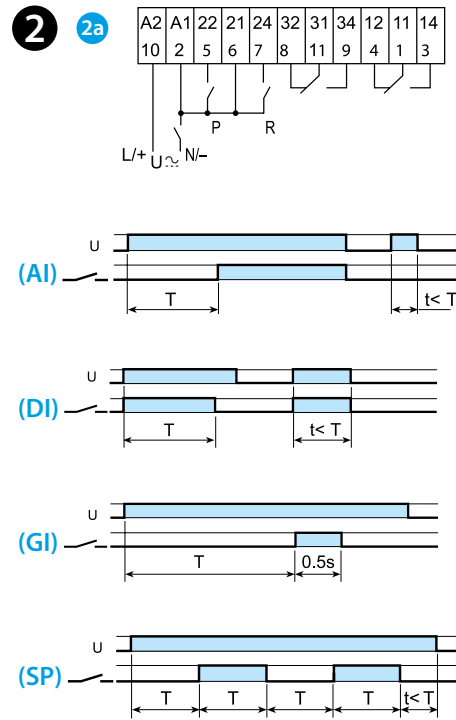 2 2a
A2 A1 22 21 24 32 31 34 12 11 14
10 2 5 6 7 8 11 9 4 1 3
P R
L/+ U N/–
U
(AI)
T t< T
U
(DI)
T t< T
U
(GI)
T 0.5s
U
(SP)
T T T T t< T